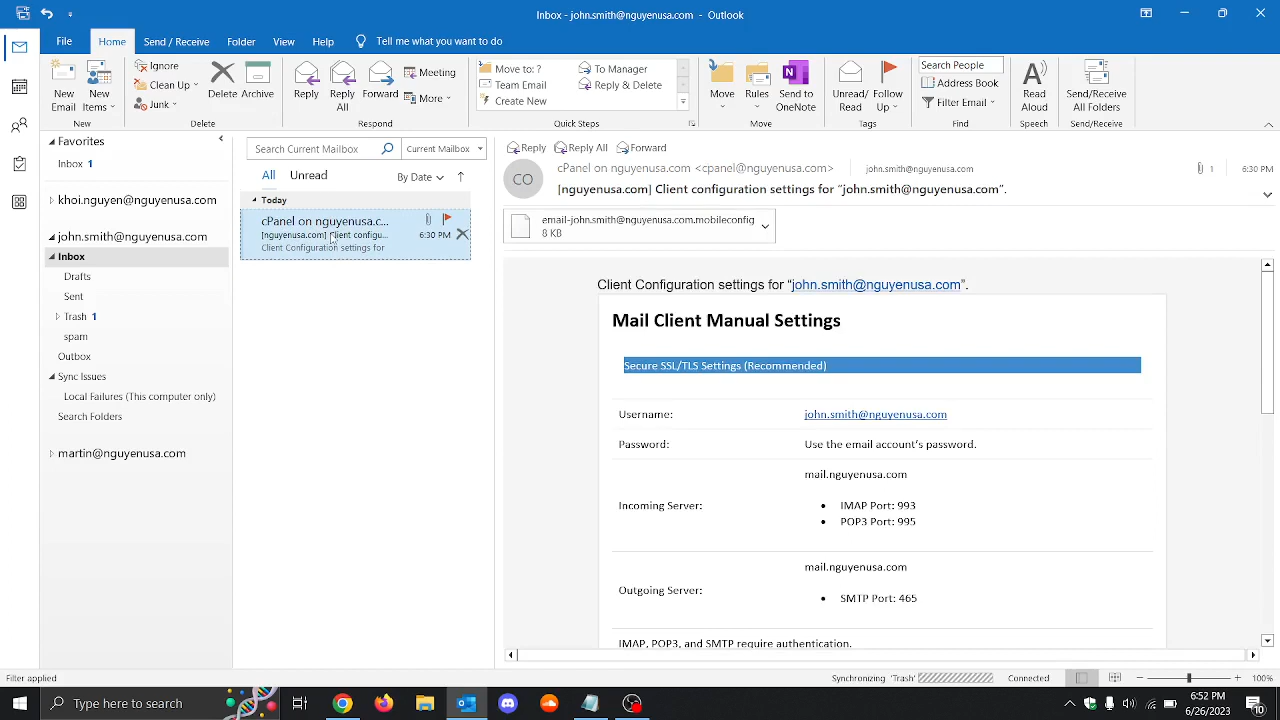 Inbox - john.smith@nguyenusa.com - Outlook
File Home Send / Receive Folder View Help Tell me what you want to do
New Email
New Items
New
Ignore
Clean Up
Junk
Delete
Archive
Delete
Reply
Reply All
Forward
Meeting
More
Respond
Move to: ?
Team Email
Create New
To Manager
Reply & Delete
Quick Steps
Move
Rules
Send to OneNote
Move
Unread/ Read
Follow Up
Tags
Search People
Address Book
Filter Email
Find
Read Aloud
Speech
Send/Receive All Folders
Send/Receive
Favorites
Inbox 1
khoi.nguyen@nguyenusa.com
john.smith@nguyenusa.com
Inbox
Drafts
Sent
Trash 1
spam
Outbox
Sync Issues
Local Failures (This computer only)
Search Folders
martin@nguyenusa.com
Search Current Mailbox
Current Mailbox
All Unread By Date
Today
cPanel on nguyenusa.c...
[nguyenusa.com] Client configu... 6:30 PM
Client Configuration settings for
Reply Reply All Forward
CO
cPanel on nguyenusa.com <cpanel@nguyenusa.com>
john.smith@nguyenusa.com
1
6:30 PM
[nguyenusa.com] Client configuration settings for “john.smith@nguyenusa.com”.
email-john.smith@nguyenusa.com.mobileconfig
8 KB
Client Configuration settings for “john.smith@nguyenusa.com”.
Mail Client Manual Settings
Secure SSL/TLS Settings (Recommended)
Username: john.smith@nguyenusa.com
Password: Use the email account’s password.
Incoming Server:
mail.nguyenusa.com
• IMAP Port: 993
• POP3 Port: 995
Outgoing Server:
mail.nguyenusa.com
• SMTP Port: 465
IMAP, POP3, and SMTP require authentication.
Filter applied
Synchronizing 'Trash'
Connected
100%
Type here to search
6:52 PM
6/26/2023